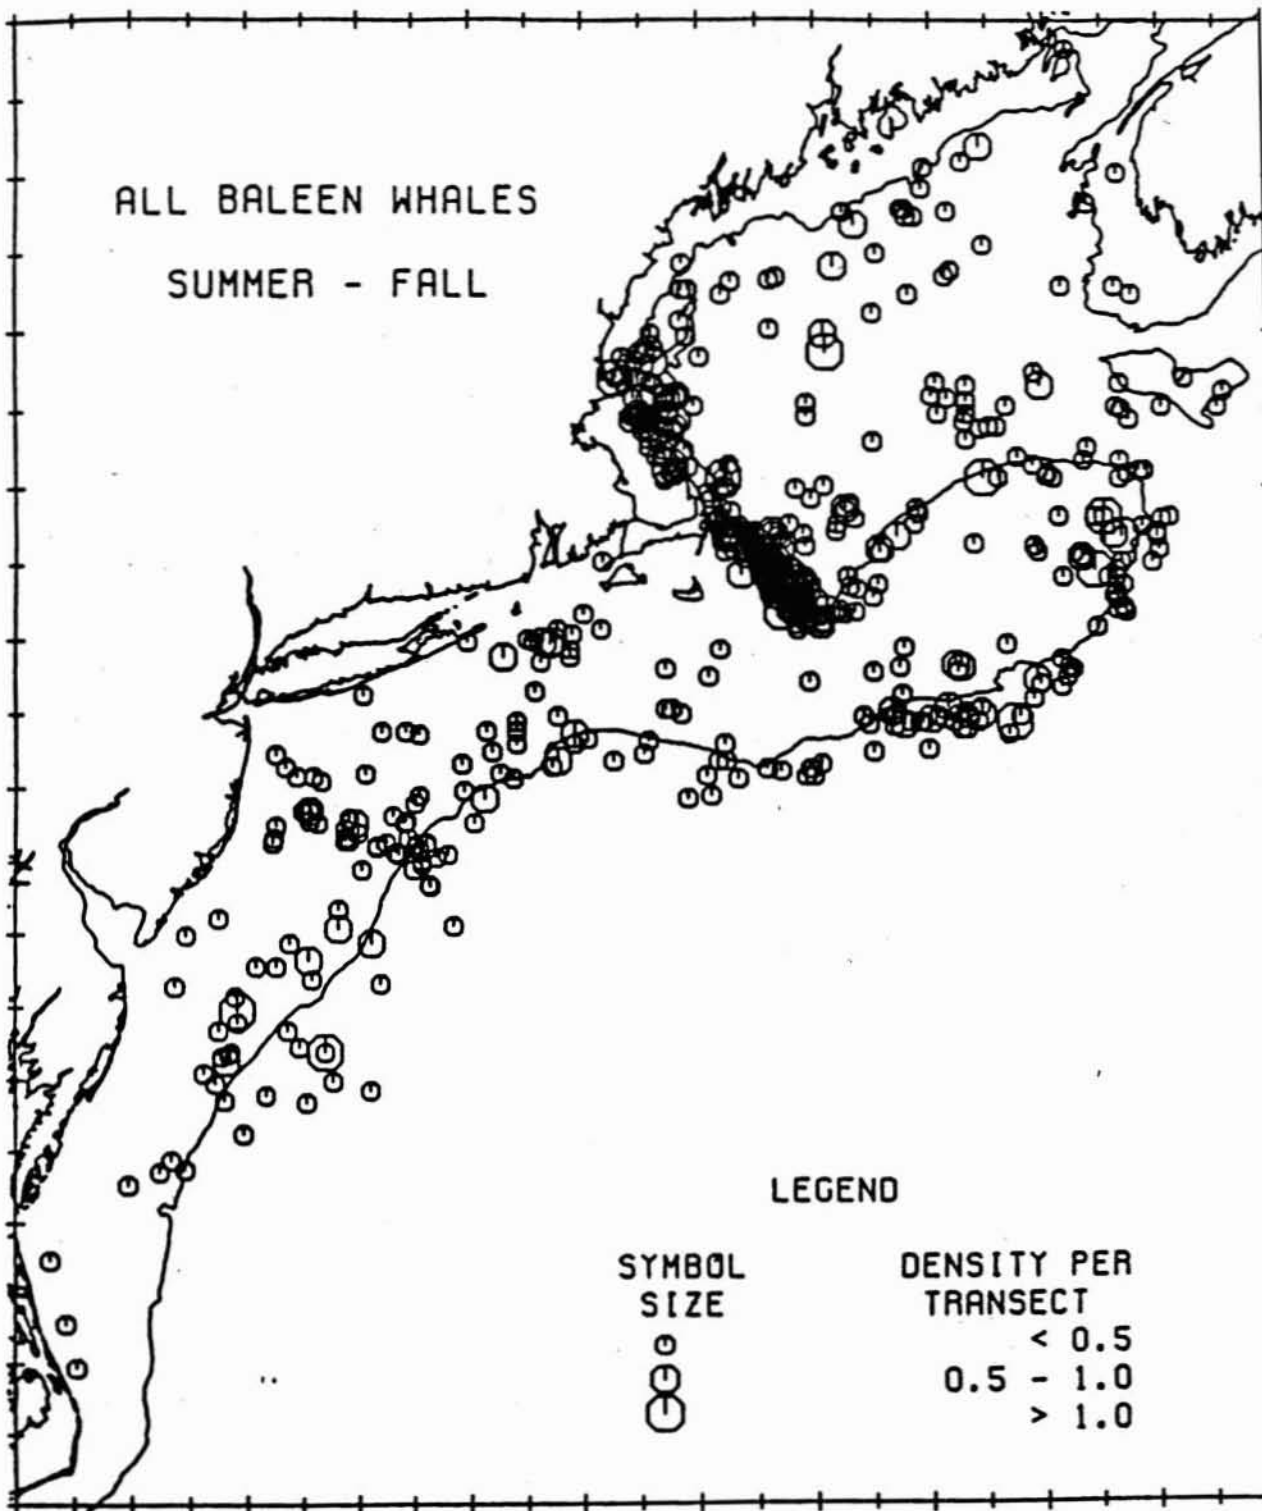 ALL BALEEN WHALES
SUMMER - FALL
LEGEND
SYMBOL DENSITY PER
SIZE TRANSECT
< 0.5
0.5 - 1.0
> 1.0